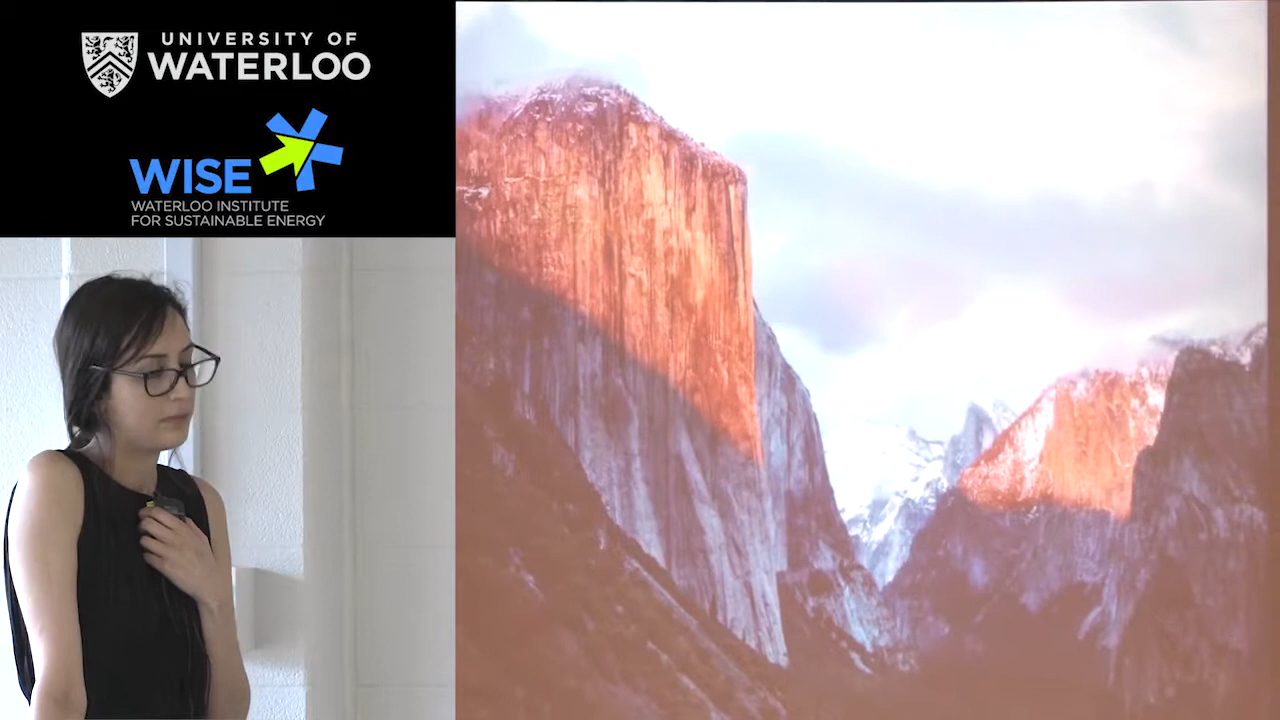 UNIVERSITY OF
WATERLOO
WISE
WATERLOO INSTITUTE
FOR SUSTAINABLE ENERGY